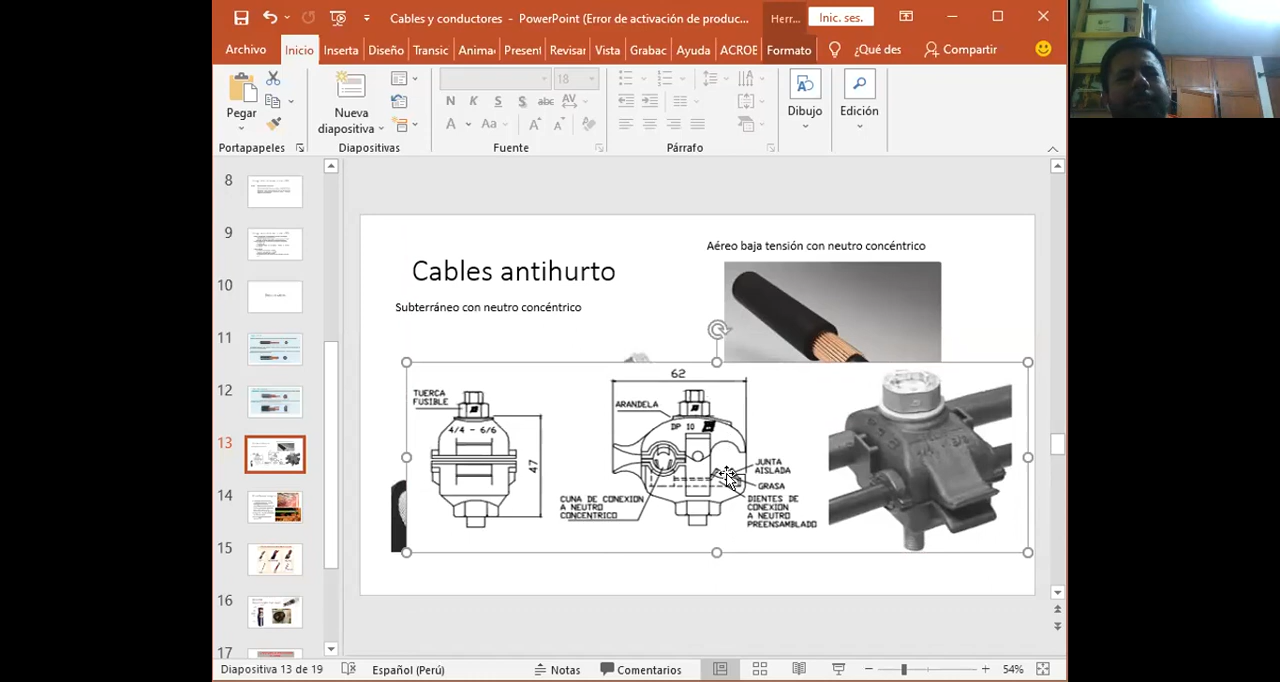 Cables y conductores - PowerPoint (Error de activación de produc...
Herr...
Inic. ses.
Archivo Inicio Inserta Diseño Transic Anima Present Revisar Vista Grabac Ayuda ACROE Formato ¿Qué des Compartir
18
Pegar
Nueva
diapositiva
N K S S abc AV
A Aa A A
Dibujo
Edición
Portapapeles Diapositivas Fuente Párrafo
8
9
10
11
12
13
14
15
16
17
Aéreo baja tensión con neutro concéntrico
Cables antihurto
Subterráneo con neutro concéntrico
TUERCA
FUSIBLE
4/4 - 6/6
47
62
ARANDELA
DP 10
JUNTA
AISLADA
GRASA
CUNA DE CONEXION
A NEUTRO
CONCENTRICO
DIENTES DE
CONEXION
A NEUTRO
PREENSAMBLADO
Diapositiva 13 de 19 Español (Perú) Notas Comentarios 54%